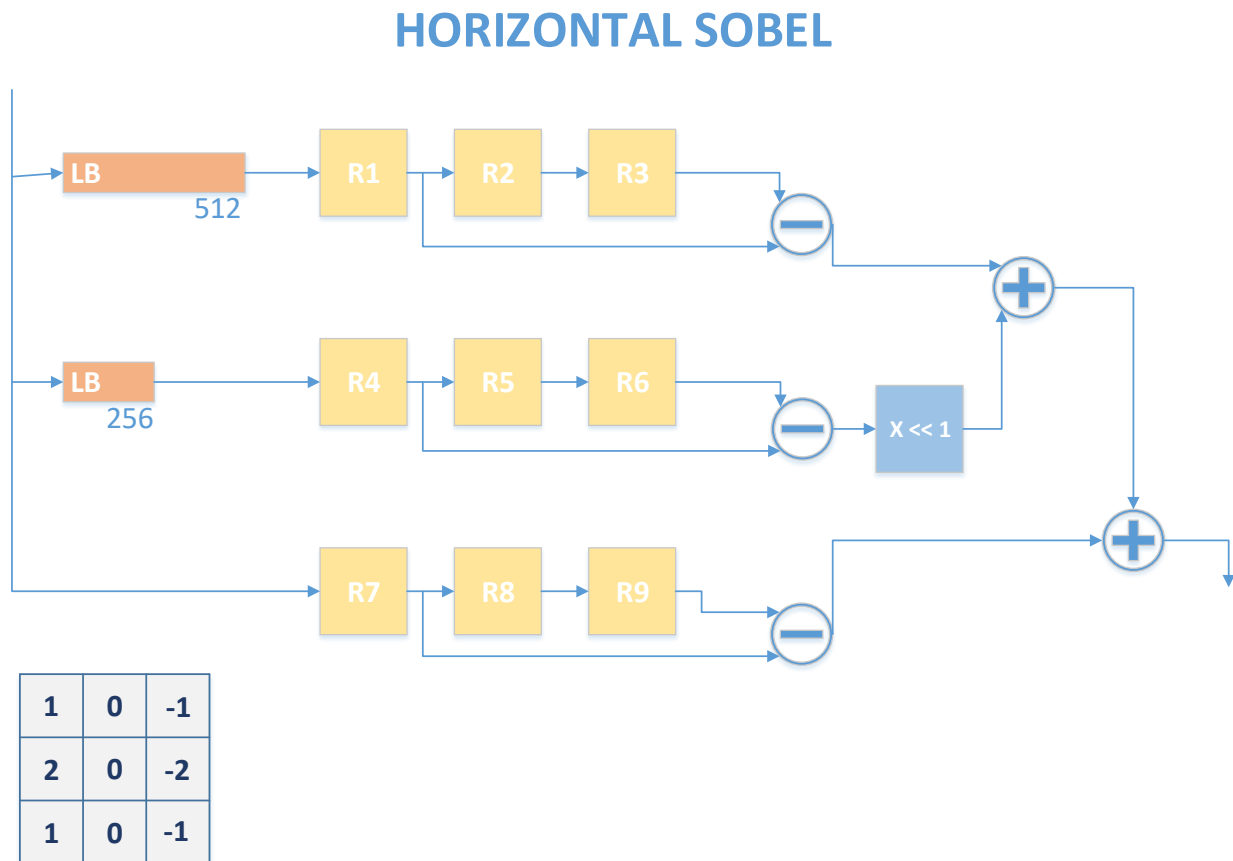 HORIZONTAL SOBEL
LB
512
R1
R2
R3
LB
256
R4
R5
R6
X << 1
R7
R8
R9
1 0 -1
2 0 -2
1 0 -1